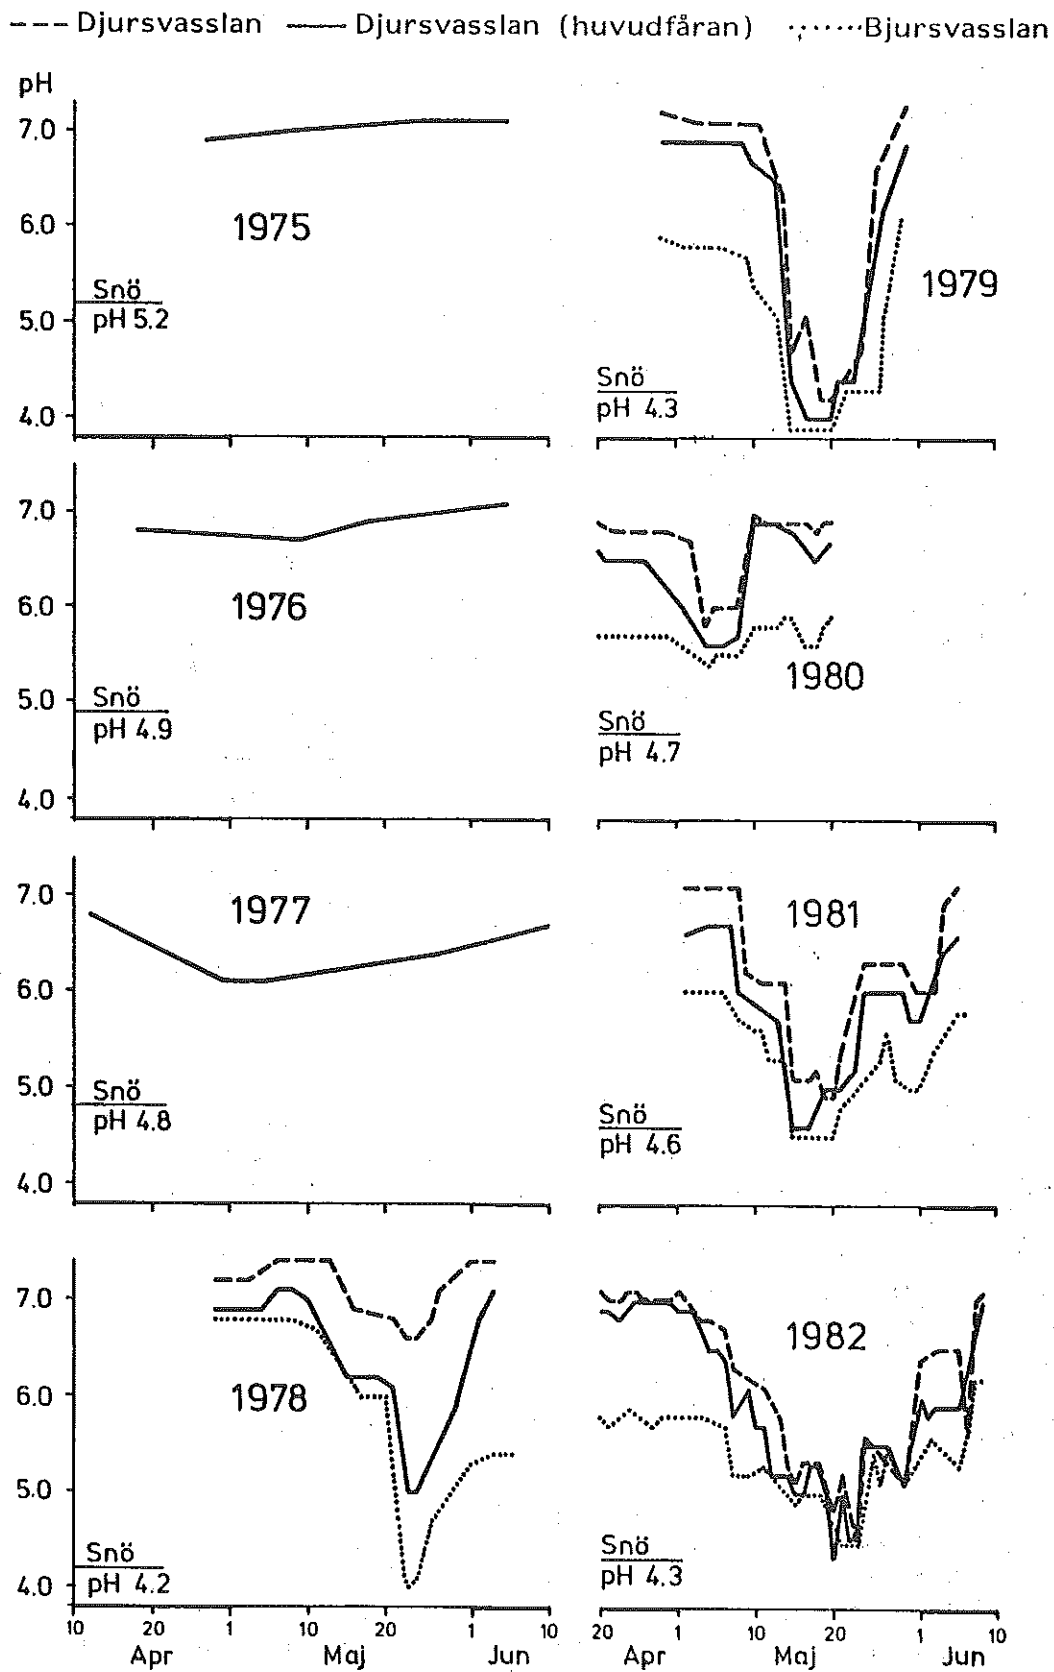 Djursvasslan Djursvasslan (huvudfåran) Bjursvasslan
pH
7.0
6.0
5.0
4.0
1975
Snö
pH 5.2
1979
Snö
pH 4.3
7.0
6.0
5.0
4.0
1976
Snö
pH 4.9
1980
Snö
pH 4.7
7.0
6.0
5.0
4.0
1977
Snö
pH 4.8
1981
Snö
pH 4.6
7.0
6.0
5.0
4.0
1978
Snö
pH 4.2
1982
Snö
pH 4.3
10 20 1 10 20 1 10
Apr Maj Jun
20 1 10 20 1 10
Apr Maj Jun